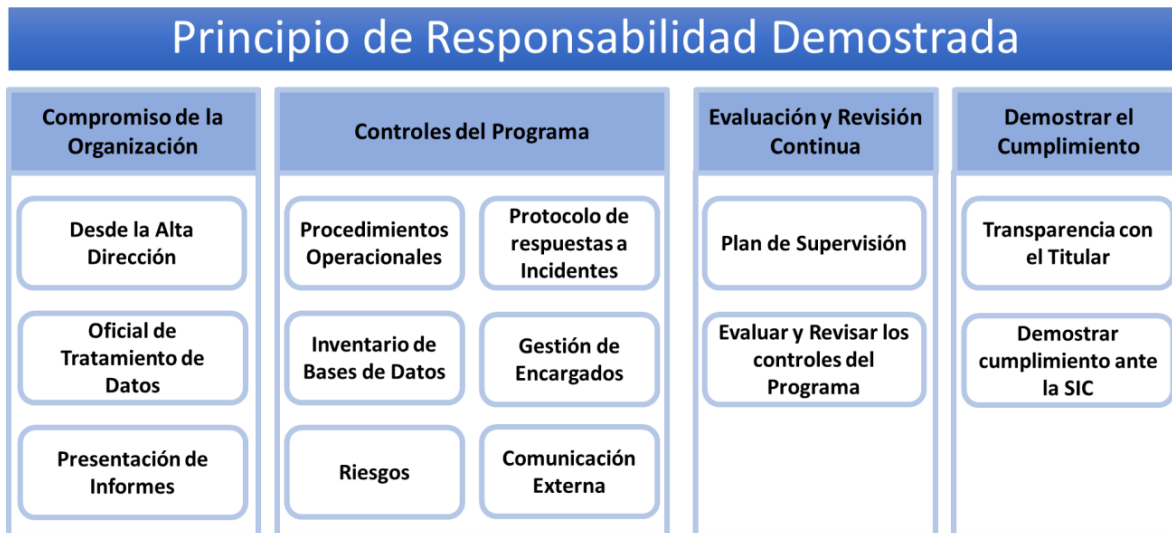 Principio de Responsabilidad Demostrada
Compromiso de la
Organización
Desde la Alta
Dirección
Oficial de
Tratamiento de
Datos
Presentación de
Informes
Controles del Programa
Procedimientos
Operacionales
Protocolo de
respuestas a
Incidentes
Inventario de
Bases de Datos
Gestión de
Encargados
Riesgos
Comunicación
Externa
Evaluación y Revisión
Continua
Plan de Supervisión
Evaluar y Revisar los
controles del
Programa
Demostrar el
Cumplimiento
Transparencia con
el Titular
Demostrar
cumplimiento ante
la SIC